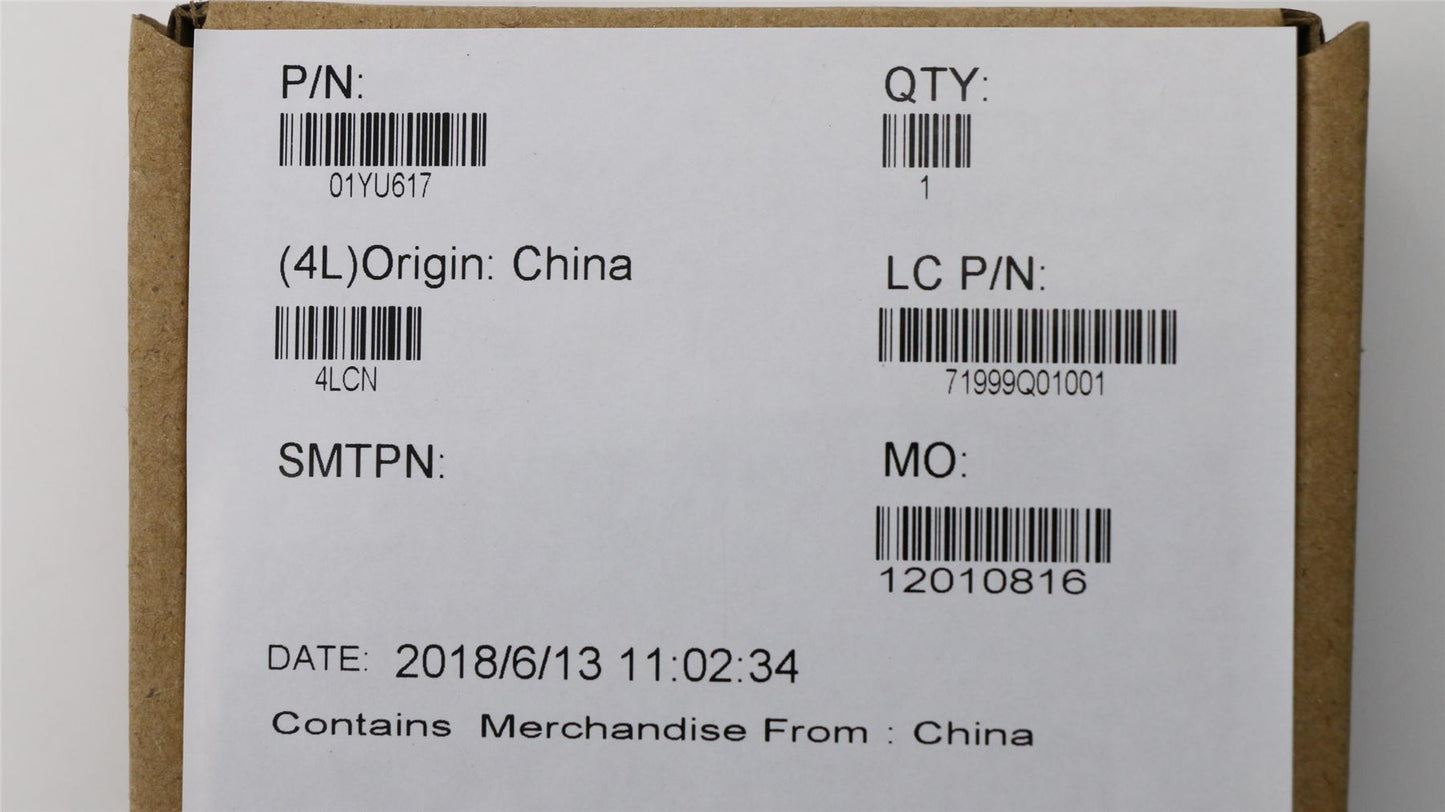 P/N:
01YU617
QTY:
1
(4L)Origin: China
4LCN
LC P/N:
71999Q01001
SMTPN:
MO:
12010816
DATE: 2018/6/13 11:02:34
Contains Merchandise From : China